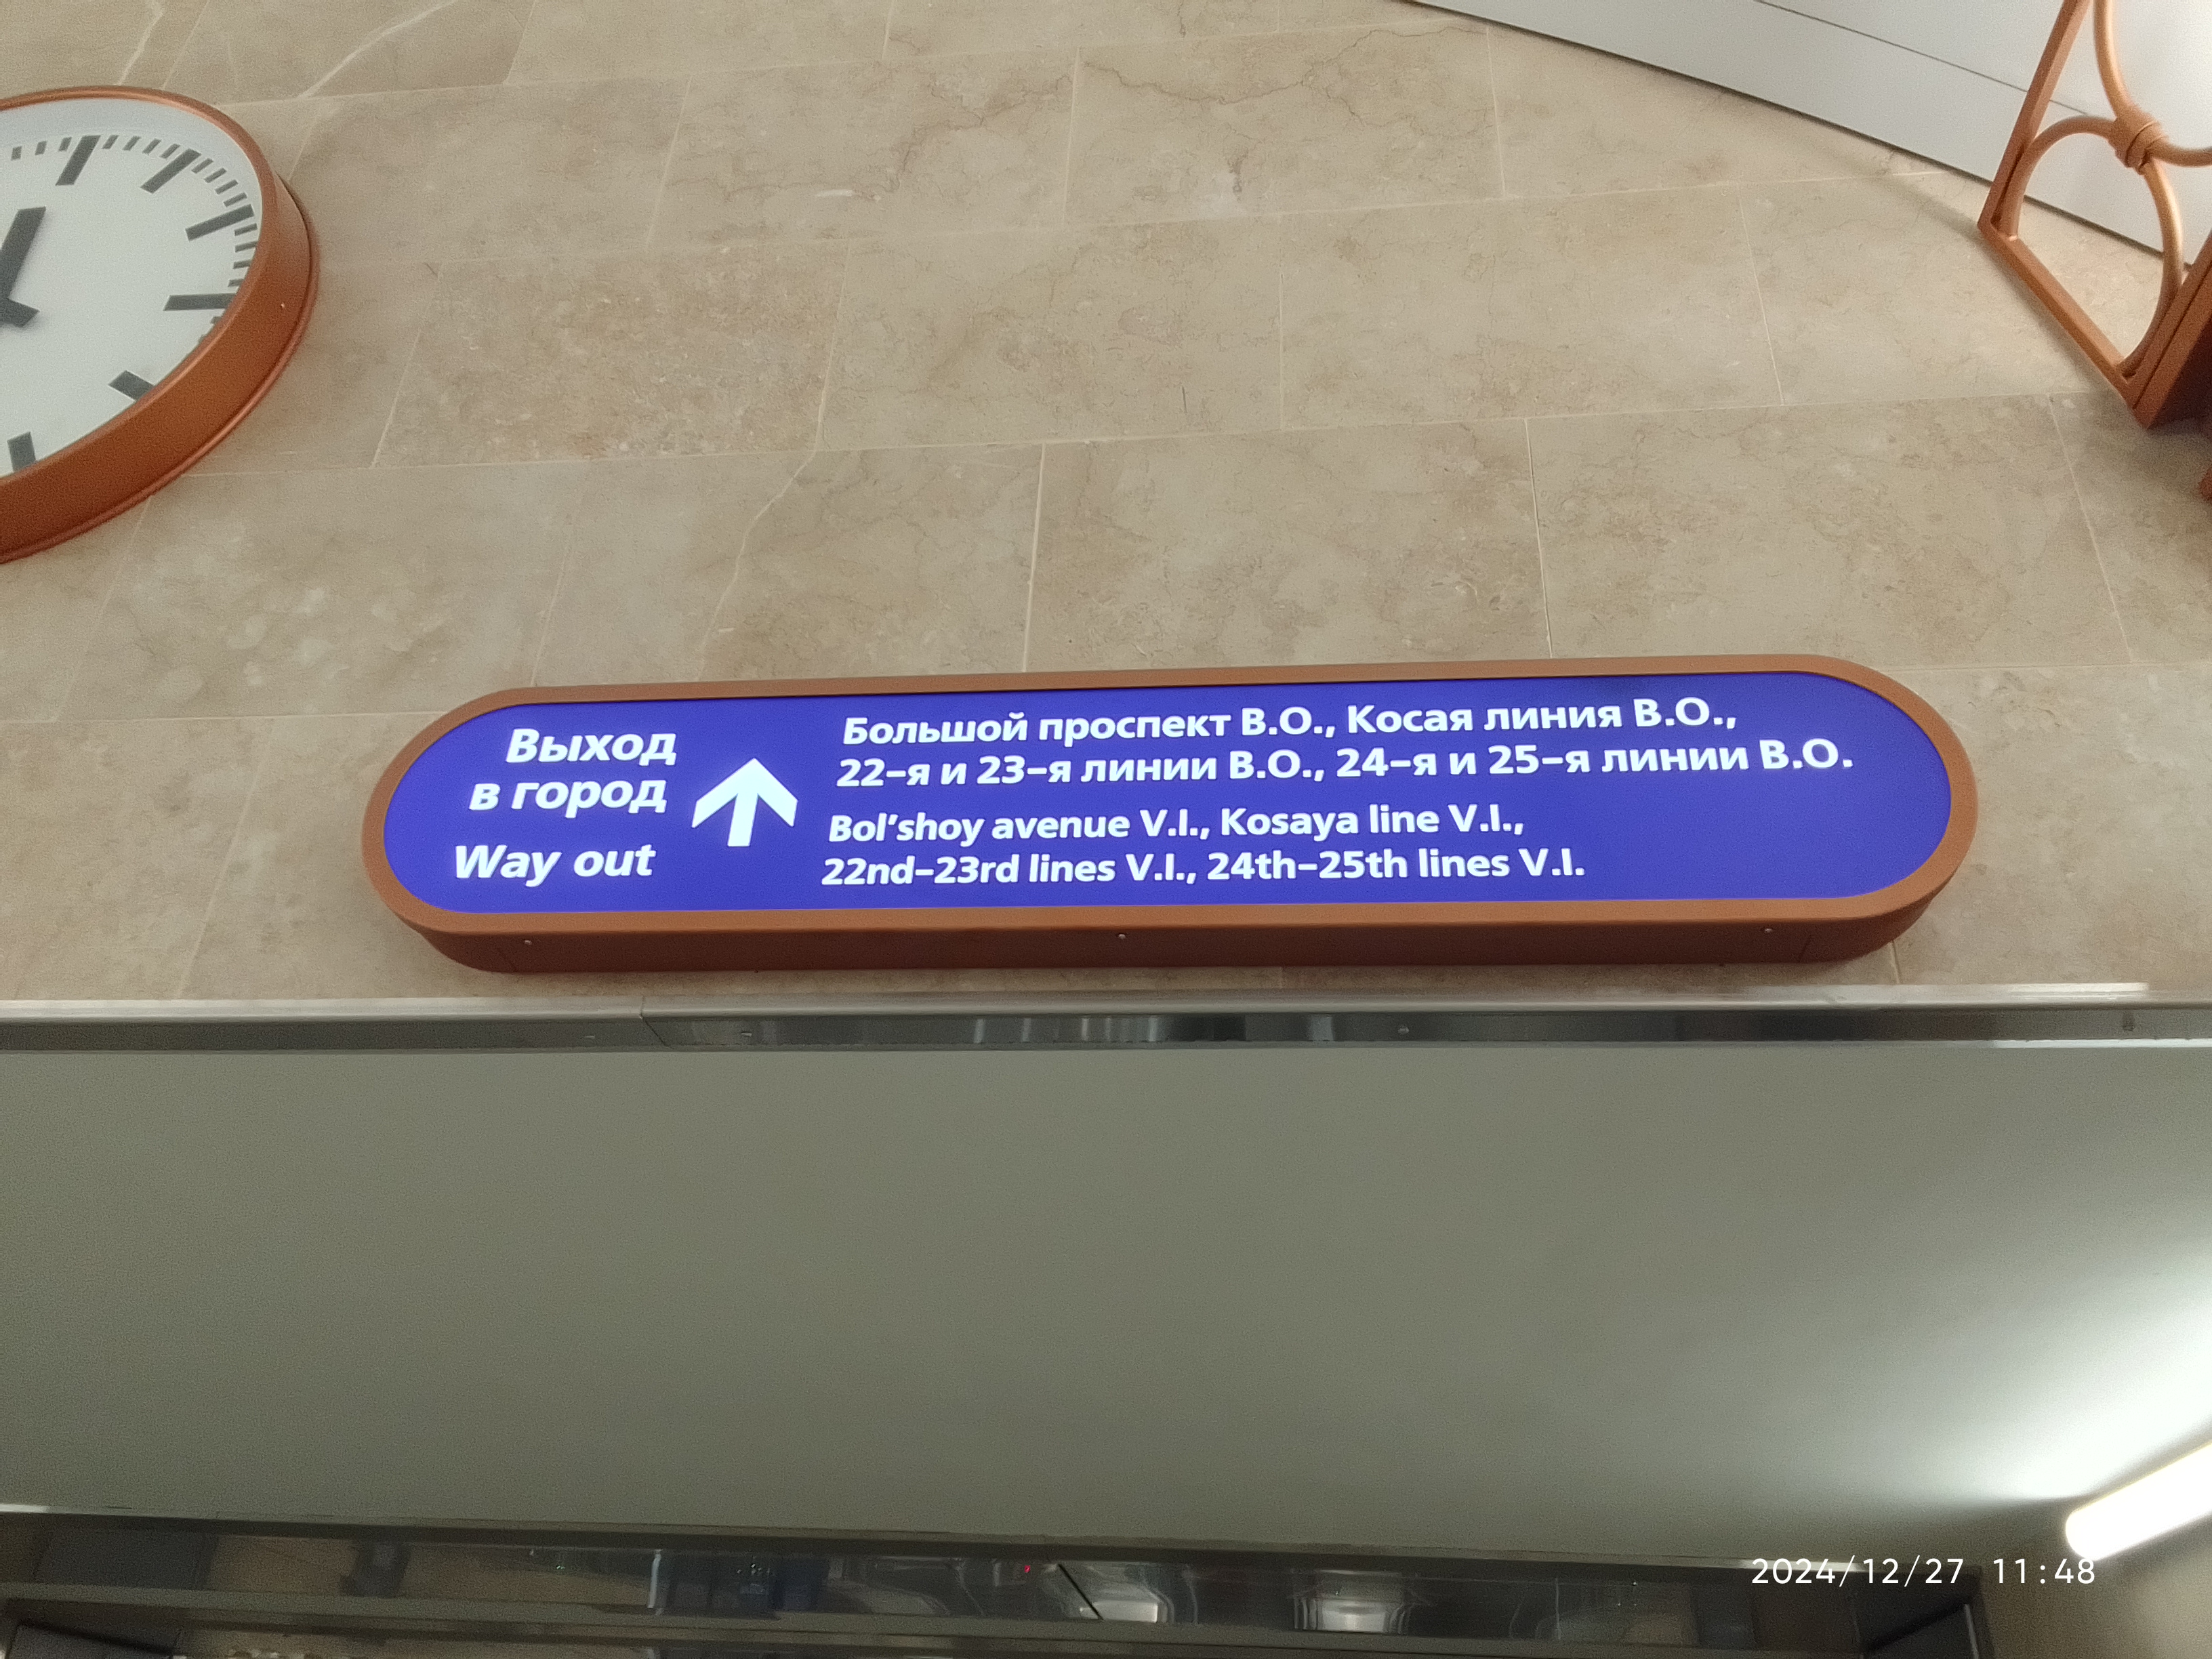 Выход
в город
Way out
Большой проспект В.О., Косая линия В.О.,
22-я и 23-я линии В.О., 24-я и 25-я линии В.О.
Bol'shoy avenue V.I., Kosaya line V.I.,
22nd-23rd lines V.I., 24th-25th lines V.I.
2024/12/27 11:48